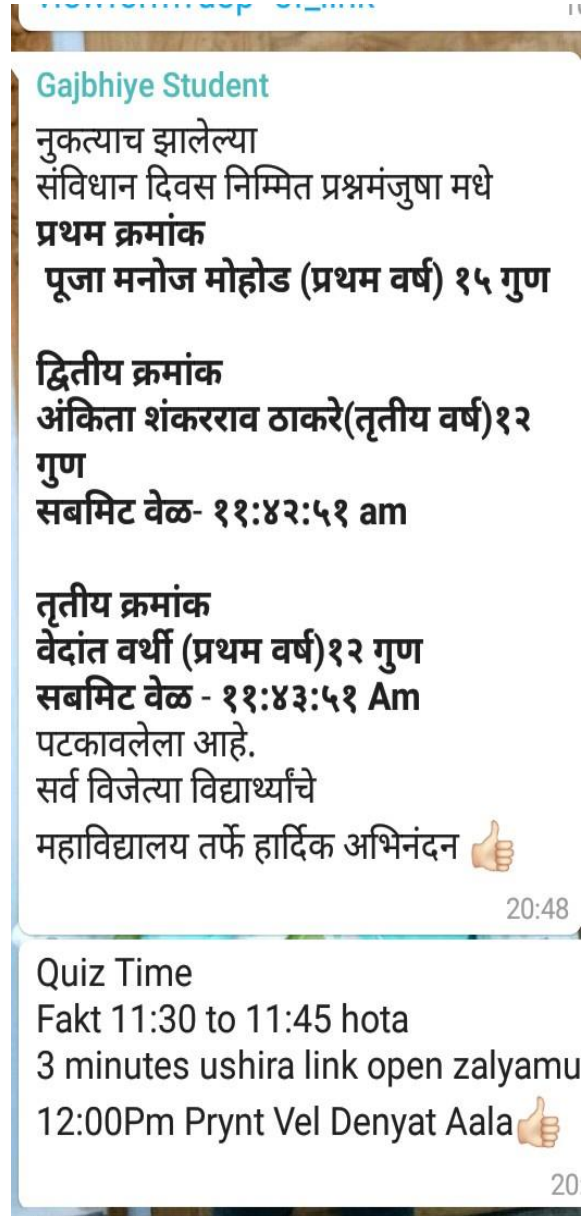 Gajbhiye Student
नुकत्याच झालेल्या
संविधान दिवस निम्मित प्रश्नमंजुषा मधे
प्रथम क्रमांक
पूजा मनोज मोहोड (प्रथम वर्ष) १५ गुण
द्वितीय क्रमांक
अंकिता शंकरराव ठाकरे(तृतीय वर्ष)१२
गुण
सबमिट वेळ- ११:४२:५१ am
तृतीय क्रमांक
वेदांत वर्थी (प्रथम वर्ष)१२ गुण
सबमिट वेळ - ११:४३:५१ Am
पटकावलेला आहे.
सर्व विजेत्या विद्यार्थ्यांचे
महाविद्यालय तर्फे हार्दिक अभिनंदन 👍🏻
20:48
Quiz Time
Fakt 11:30 to 11:45 hota
3 minutes ushira link open zalyamu
12:00Pm Prynt Vel Denyat Aala👍🏻
20: